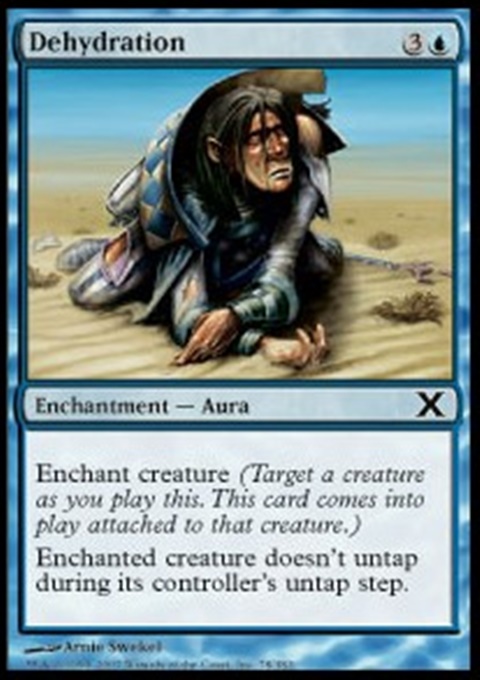 Dehydration 3
Enchantment — Aura X
Enchant creature (Target a creature
as you play this. This card comes into
play attached to that creature.)
Enchanted creature doesn't untap
during its controller's untap step.
Arnie Swekel